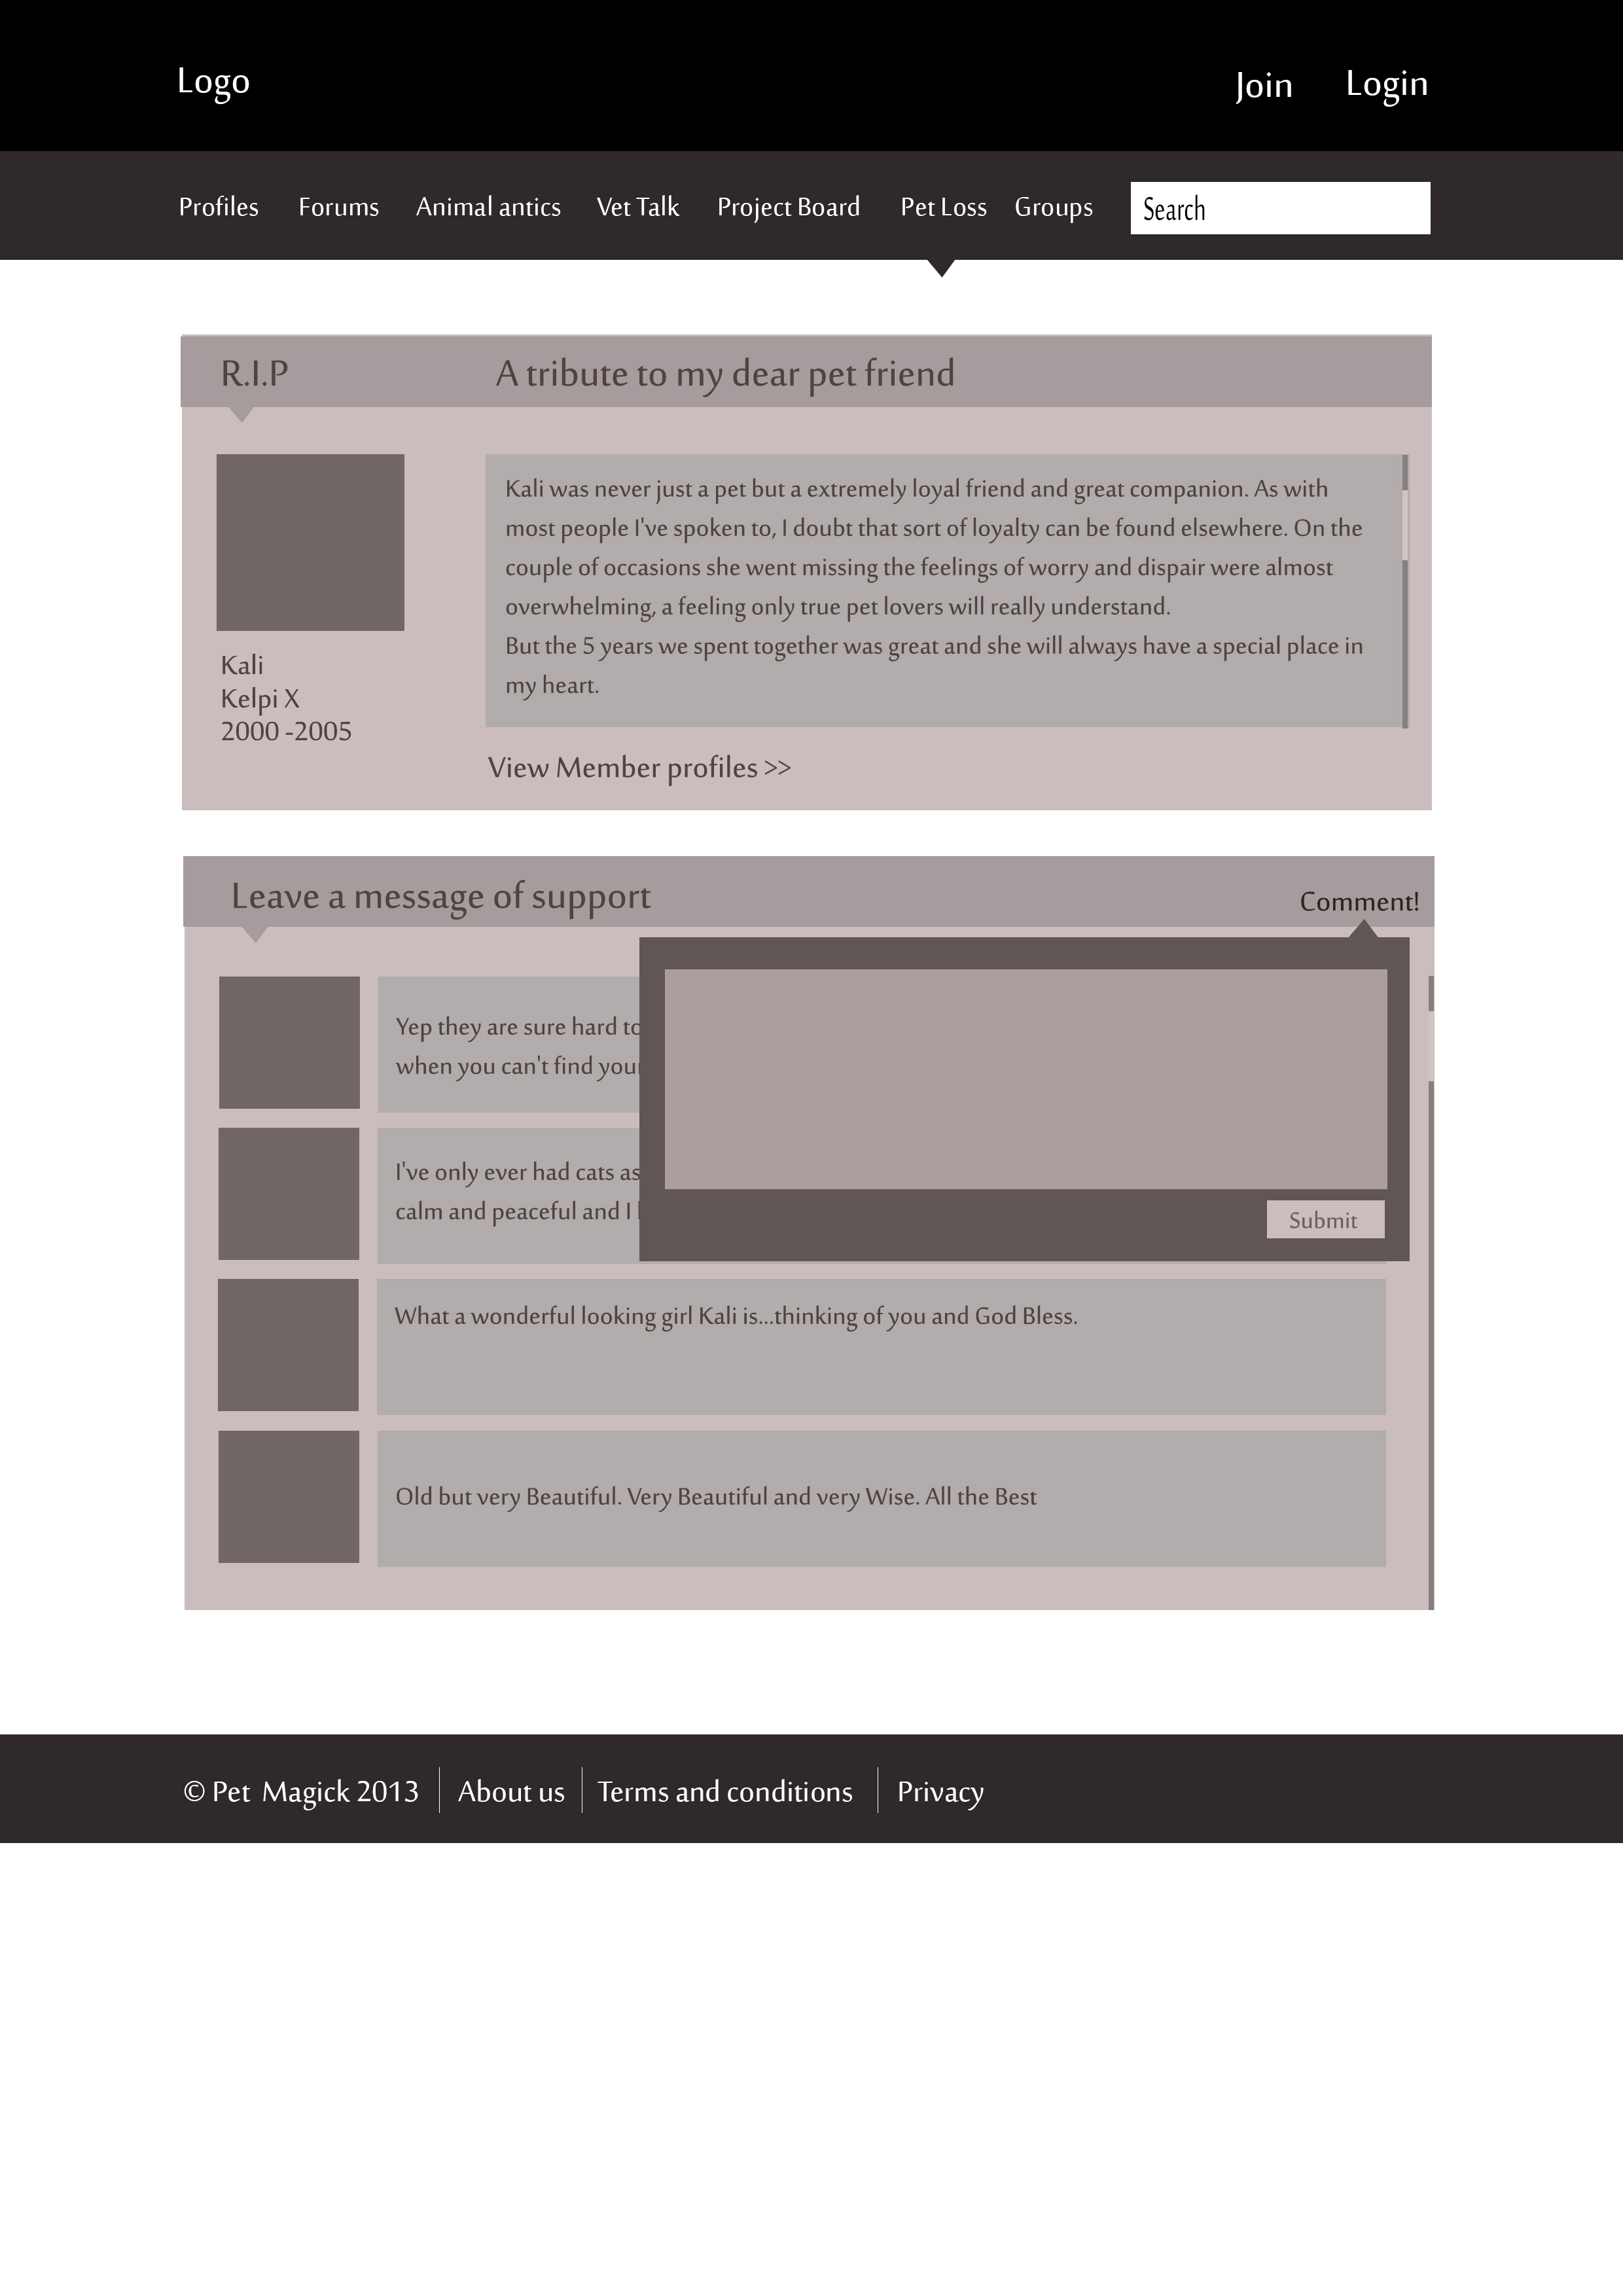 Logo
Join
Login
Profiles
Forums
Animal antics
Vet Talk
Project Board
Pet Loss
Groups
Search
R.I.P
A tribute to my dear pet friend
Kali was never just a pet but a extremely loyal friend and great companion. As with
most people I've spoken to, I doubt that sort of loyalty can be found elsewhere. On the
couple of occasions she went missing the feelings of worry and dispair were almost
overwhelming, a feeling only true pet lovers will really understand.
But the 5 years we spent together was great and she will always have a special place in
my heart.
Kali
Kelpi X
2000 -2005
View Member profiles >>
Leave a message of support
Comment!
Yep they are sure hard to
when you can't find your
I've only ever had cats as
calm and peaceful and I
Submit
What a wonderful looking girl Kali is...thinking of you and God Bless.
Old but very Beautiful. Very Beautiful and very Wise. All the Best
© Pet Magick 2013
About us
Terms and conditions
Privacy